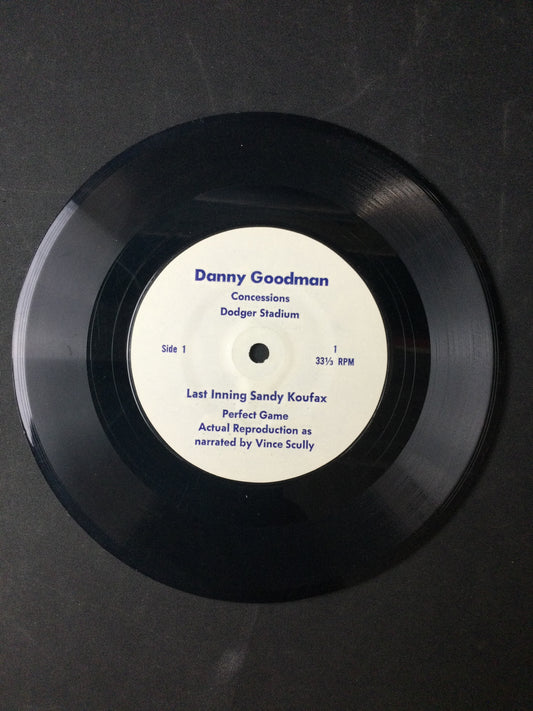 Danny Goodman
Concessions
Dodger Stadium
Side 1
1
33⅓ RPM
Last Inning Sandy Koufax
Perfect Game
Actual Reproduction as
narrated by Vince Scully